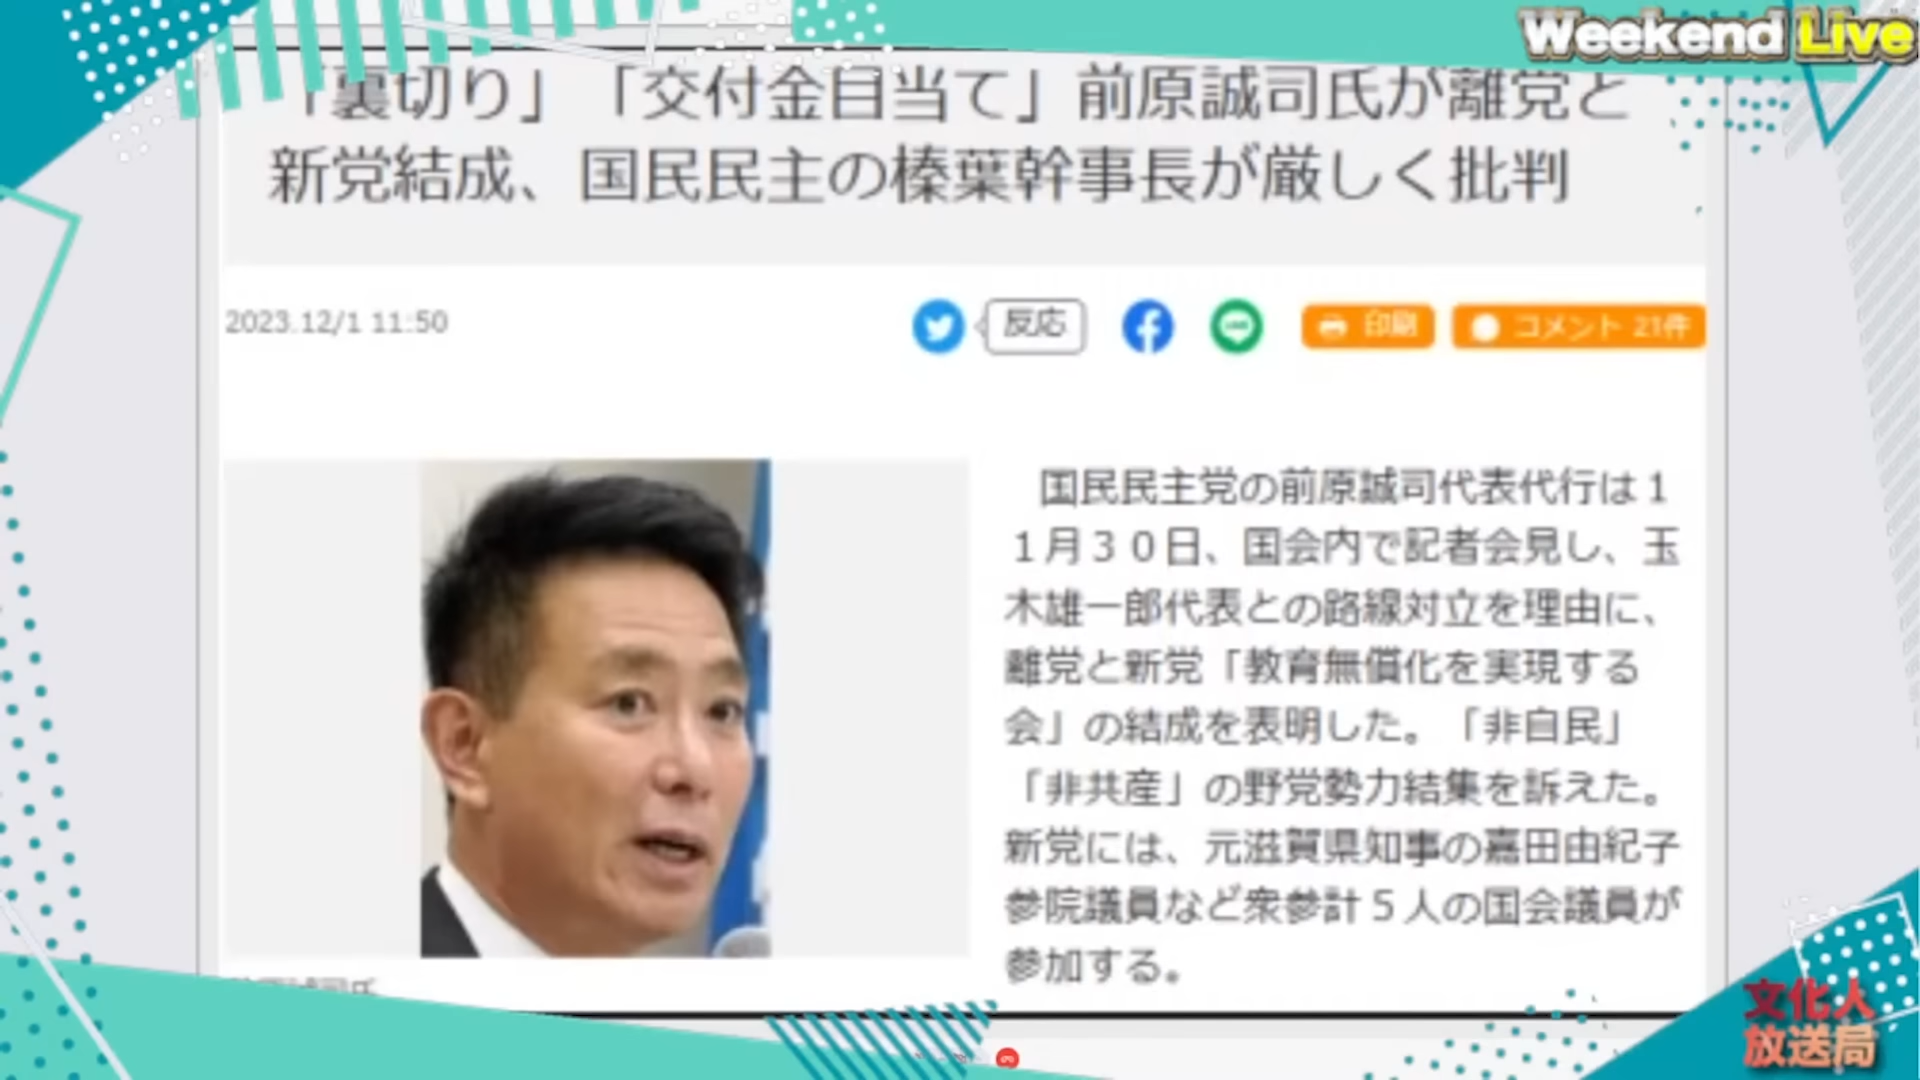 Weekend Live
「裏切り」「交付金目当て」前原誠司氏が離党と
新党結成、国民民主の榛葉幹事長が厳しく批判
2023.12/1 11:50
反応
印刷
コメント 21件
国民民主党の前原誠司代表代行は１
１月３０日、国会内で記者会見し、玉
木雄一郎代表との路線対立を理由に、
離党と新党「教育無償化を実現する
会」の結成を表明した。「非自民」
「非共産」の野党勢力結集を訴えた。
新党には、元滋賀県知事の嘉田由紀子
参院議員など衆参計５人の国会議員が
参加する。
文化人
放送局